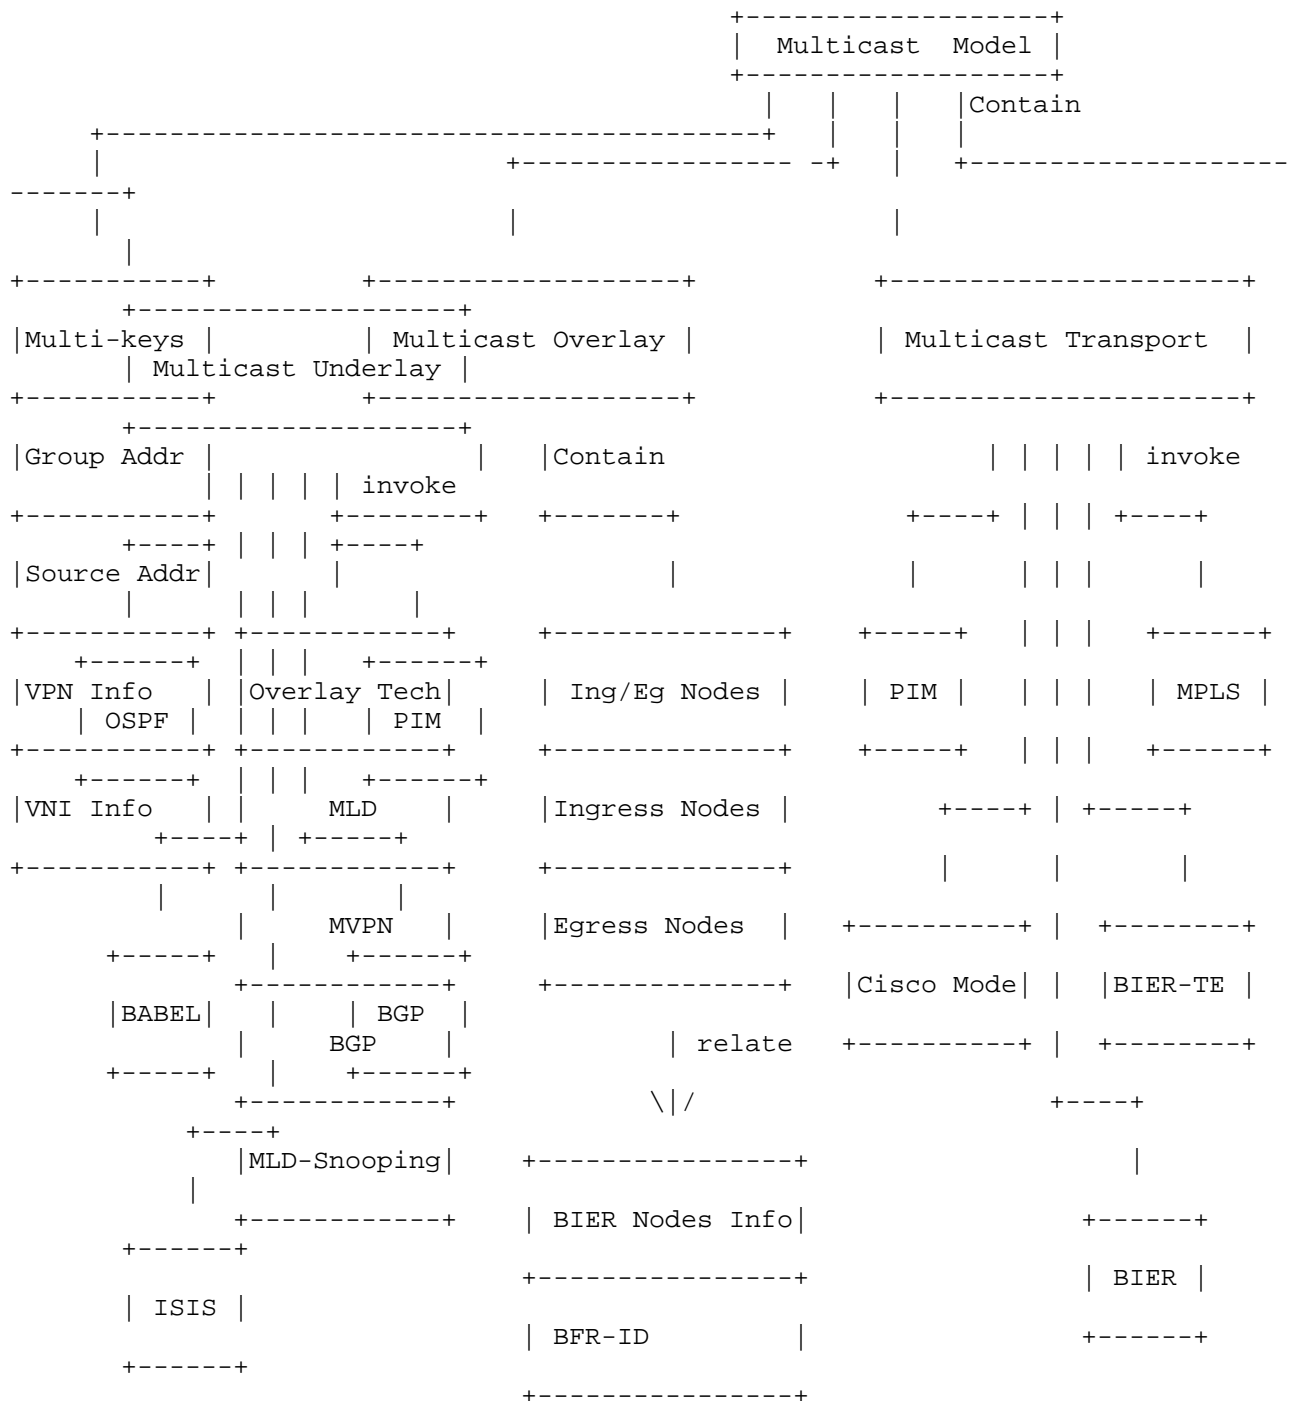 +-------------------+
| Multicast Model |
+-------------------+
| | | |Contain
+-----------------------------------------+ | | |
| +----------------- -+ | +--------------------
-------+
| | |
|
+-----------+ +-------------------+ +----------------------+
+--------------------+
|Multi-keys | | Multicast Overlay | | Multicast Transport |
| Multicast Underlay |
+-----------+ +-------------------+ +----------------------+
+--------------------+
|Group Addr | | |Contain | | | | | invoke
| | | | | invoke
+-----------+ +--------+ +-------+ +----+ | | | +----+
+----+ | | | +----+
|Source Addr| | | | | | | |
| | | | |
+-----------+ +------------+ +--------------+ +-----+ | | | +------+
+------+ | | | +------+
|VPN Info | |Overlay Tech| | Ing/Eg Nodes | | PIM | | | | | MPLS |
| OSPF | | | | | PIM |
+-----------+ +------------+ +--------------+ +-----+ | | | +------+
+------+ | | | +------+
|VNI Info | | MLD | |Ingress Nodes | +----+ | +-----+
+----+ | +-----+
+-----------+ +------------+ +--------------+ | | |
| | |
| MVPN | |Egress Nodes | +----------+ | +--------+
+-----+ | +------+
+------------+ +--------------+ |Cisco Mode| | |BIER-TE |
|BABEL| | | BGP |
| BGP | | relate +----------+ | +--------+
+-----+ | +------+
+------------+ \|/ +----+
+----+
|MLD-Snooping| +----------------+ |
|
+------------+ | BIER Nodes Info| +------+
+------+
+----------------+ | BIER |
| ISIS |
| BFR-ID | +------+
+------+
+----------------+